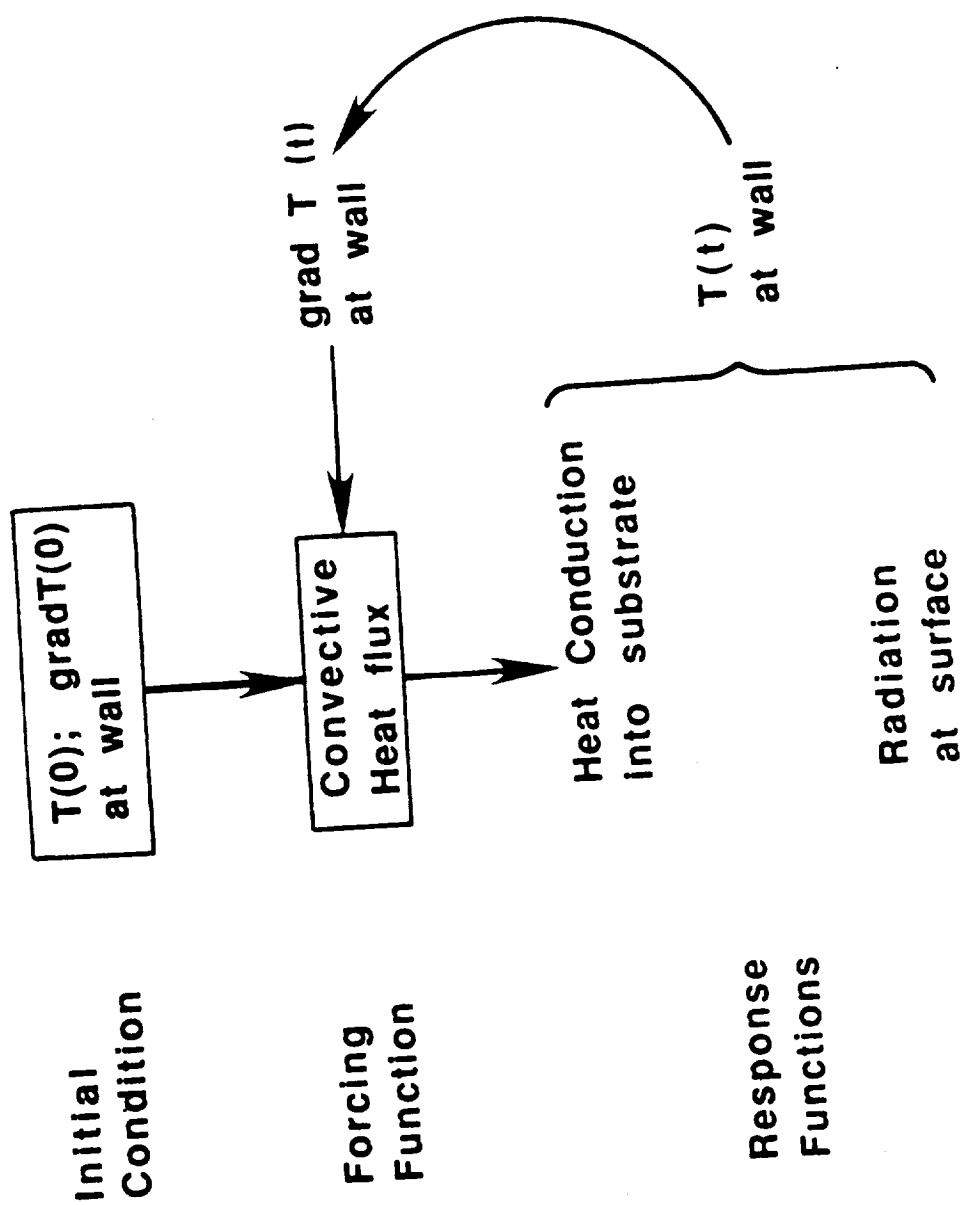 Initial
Condition
T(0); gradT(0)
at wall
Forcing
Function
Convective
Heat flux
grad T (t)
at wall
Response
Functions
Heat Conduction
into substrate
Radiation
at surface
T(t)
at wall